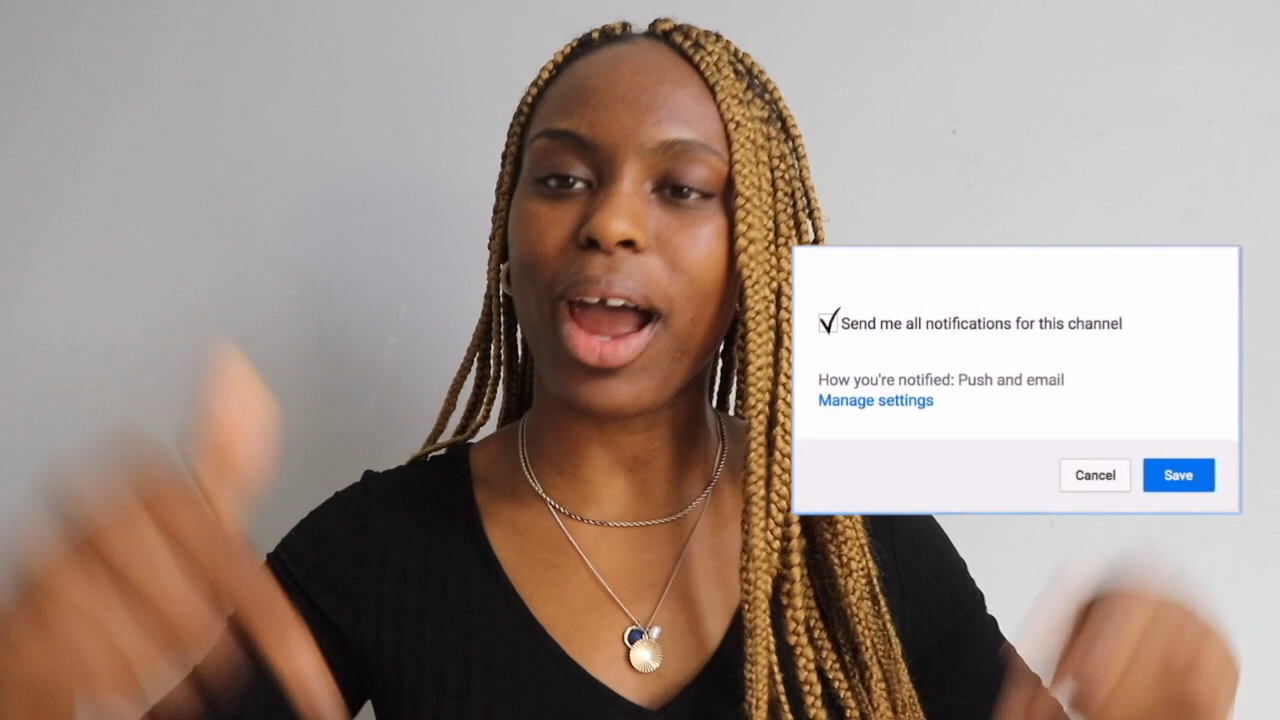 Send me all notifications for this channel
How you're notified: Push and email
Manage settings
Cancel
Save